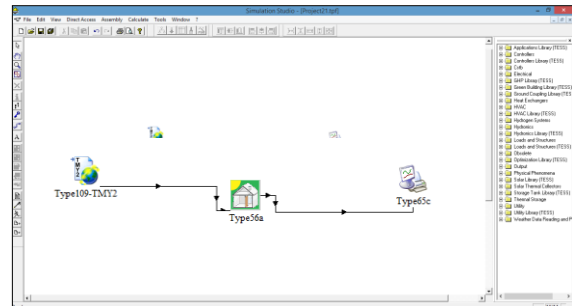 Simulation Studio - [Project21.tpf]
File Edit View Direct Access Assembly Calculate Tools Window ?
Type109-TMY2
Type56a
Type65c
Applications Library (TESS)
Controllers
Controllers Library (TESS)
Electrical
GHP Library (TESS)
Green Building Library (TESS)
Ground Coupling Library (TES
Heat Exchangers
HVAC
HVAC Library (TESS)
Hydrogen Systems
Hydronics
Hydronics Library (TESS)
Loads and Structures
Loads and Structures (TESS)
Obsolete
Optimization Library (TESS)
Output
Physical Phenomena
Solar Library (TESS)
Solar Thermal Collectors
Storage Tank Library (TESS)
Thermal Storage
Utility
Utility Library (TESS)
Weather Data Reading and P